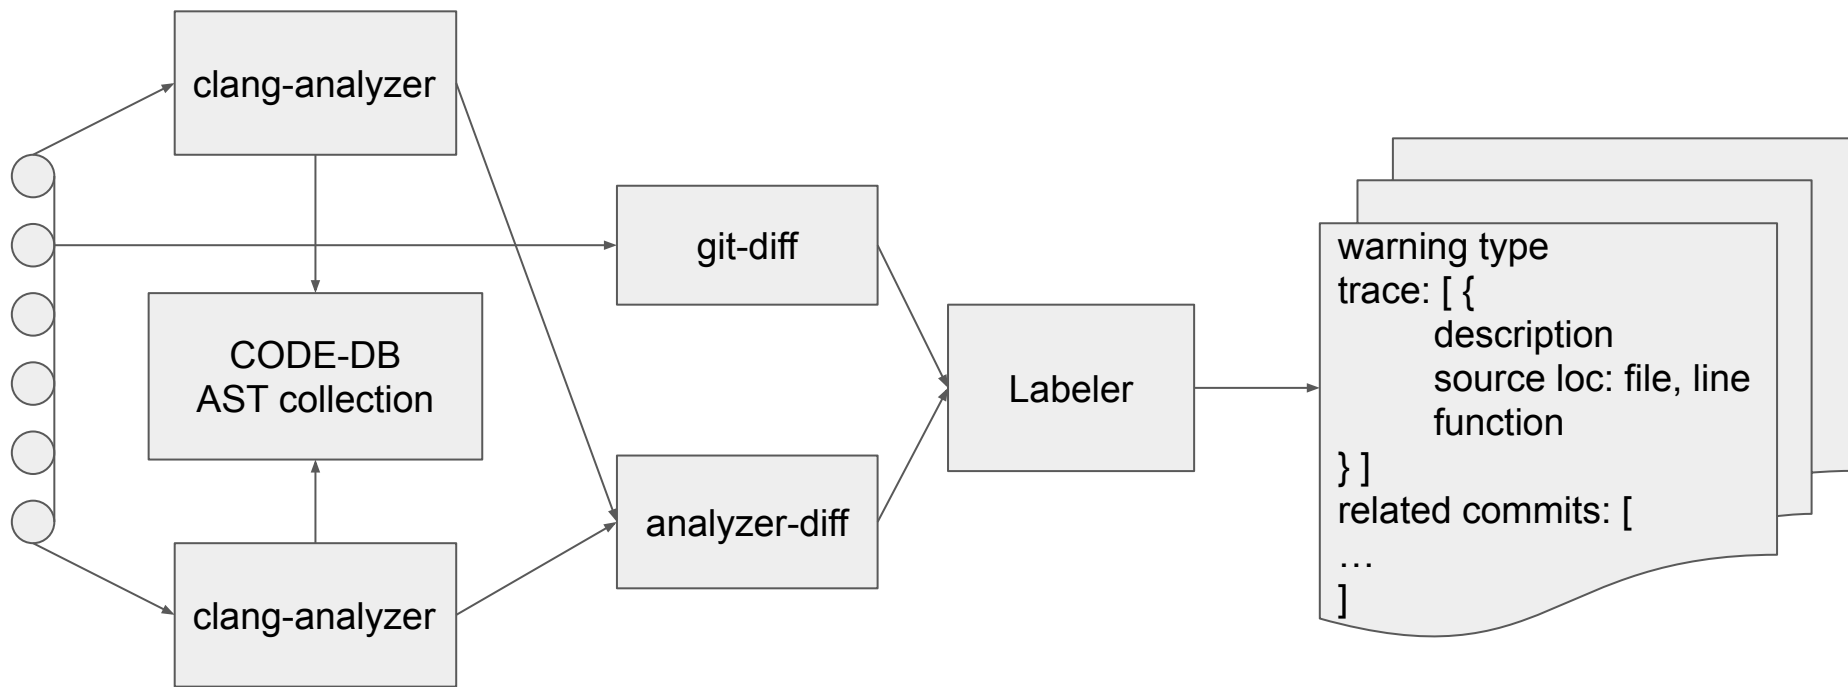 clang-analyzer
git-diff
CODE-DB
AST collection
Labeler
analyzer-diff
clang-analyzer
warning type
trace: [ {
description
source loc: file, line
function
} ]
related commits: [
…
]